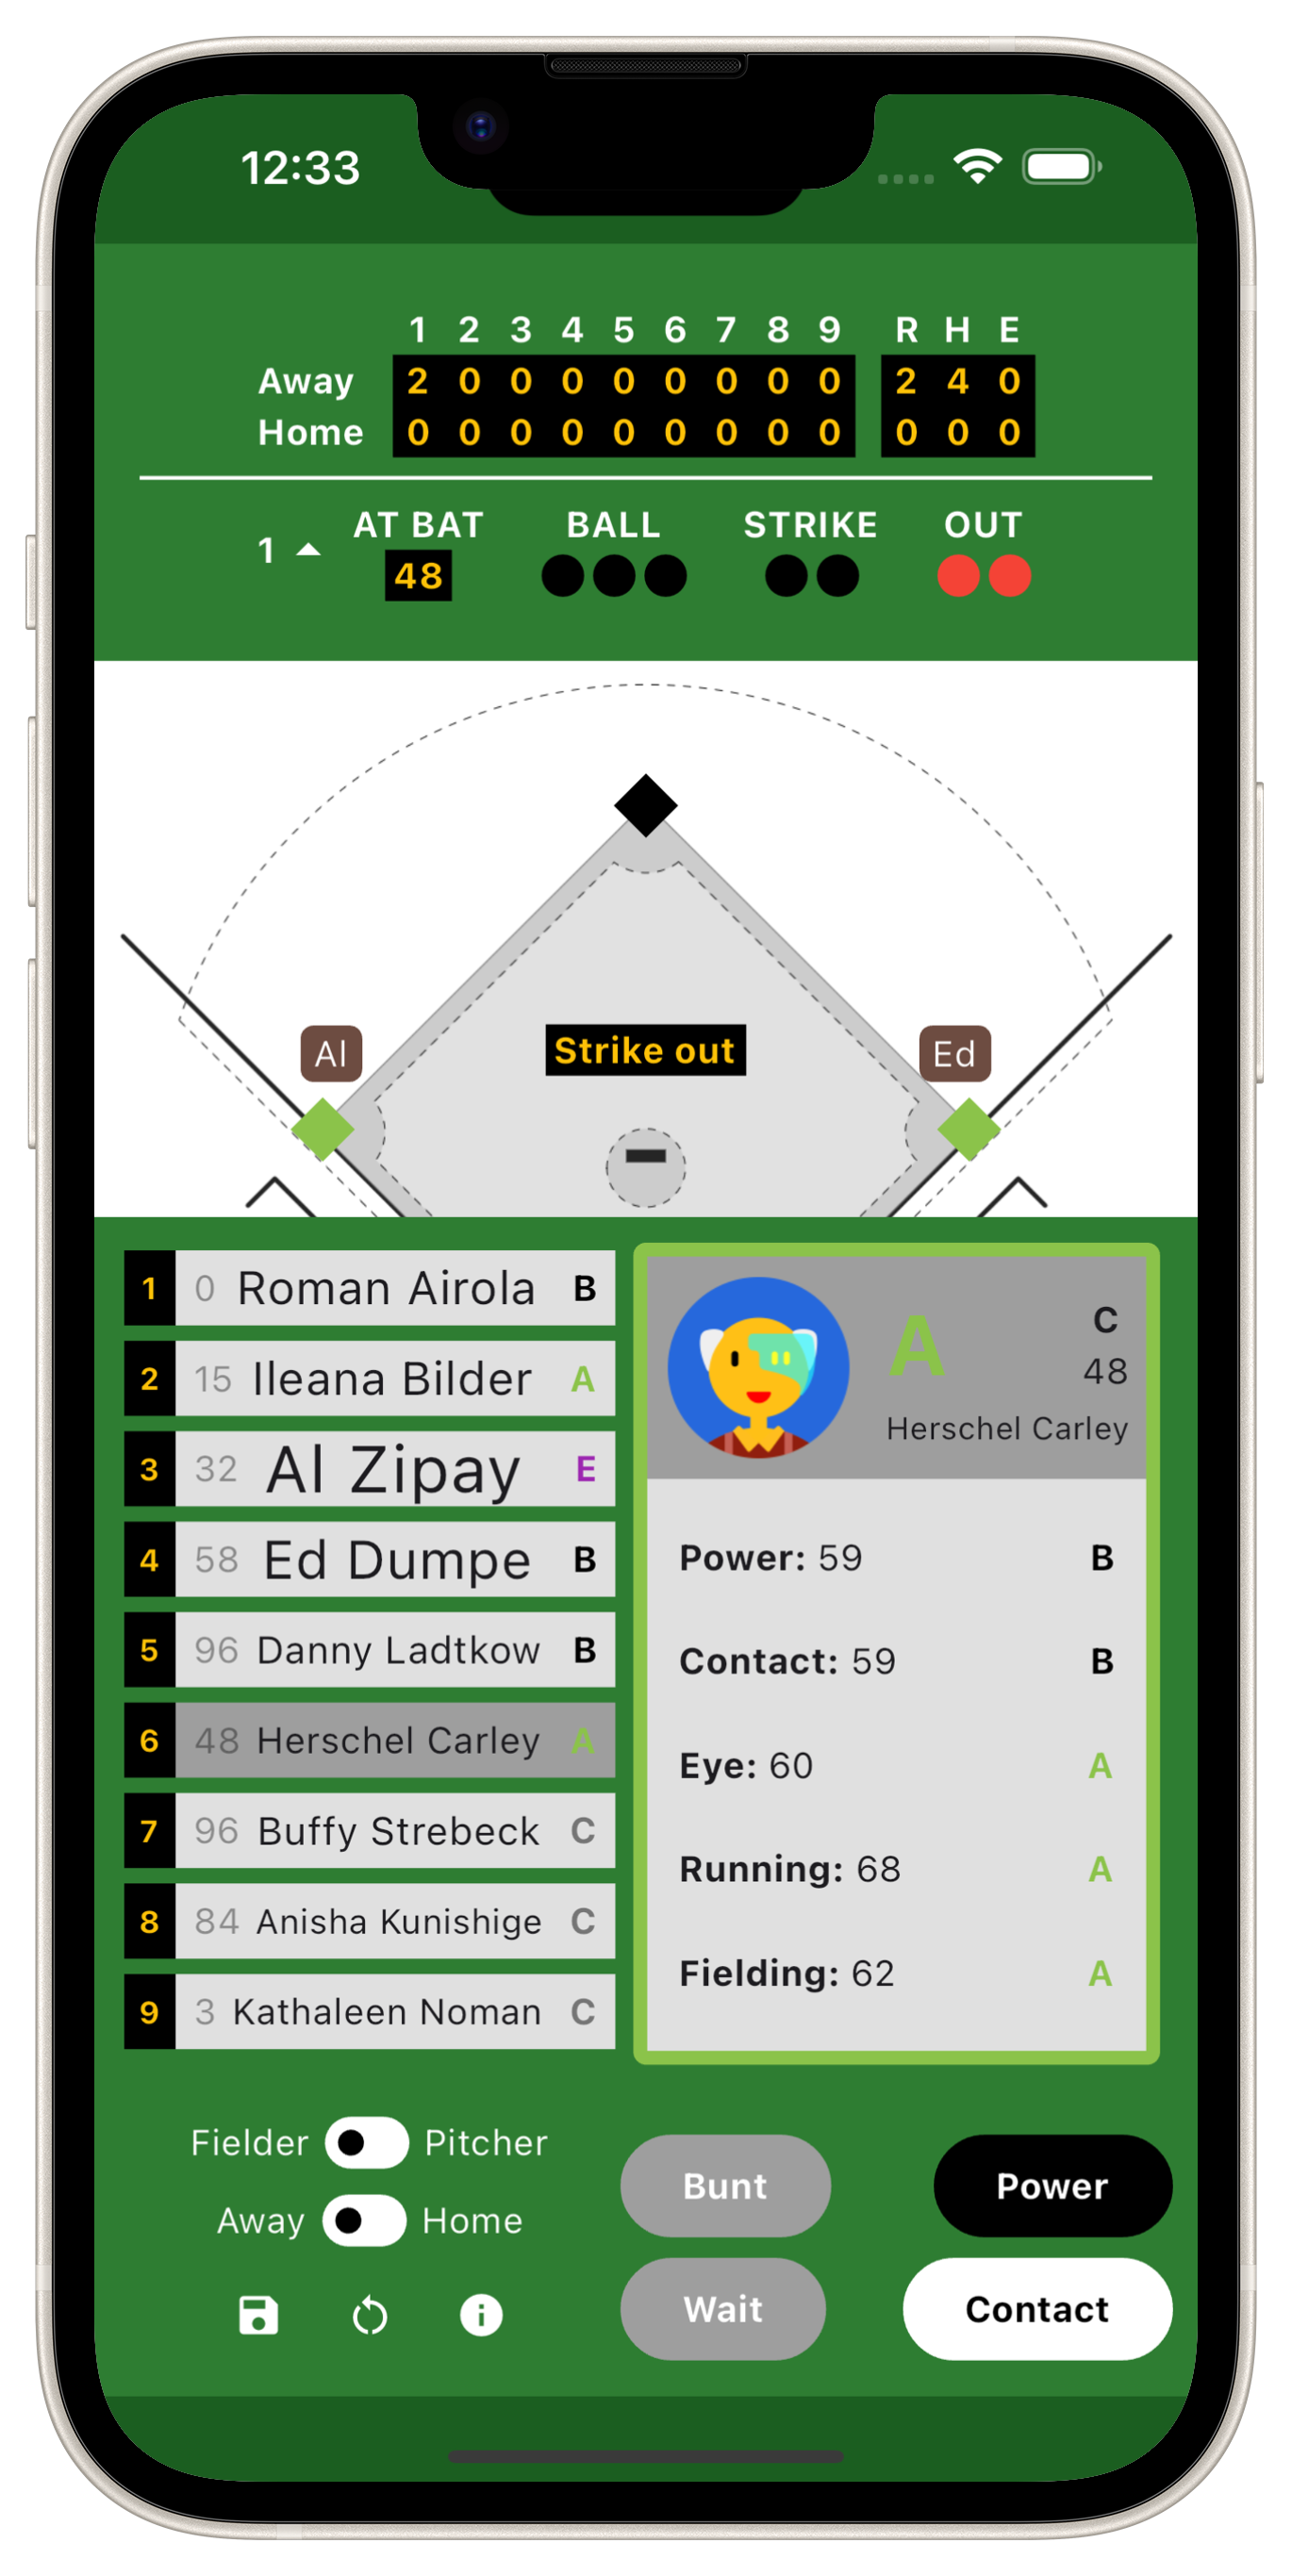 12:33
1 2 3 4 5 6 7 8 9 R H E
Away 2 0 0 0 0 0 0 0 0 2 4 0
Home 0 0 0 0 0 0 0 0 0 0 0 0
AT BAT BALL STRIKE OUT
1 48
Strike out
Al Ed
1 0 Roman Airola B
2 15 Ileana Bilder A
3 32 Al Zipay E
4 58 Ed Dumpe B
5 96 Danny Ladtkow B
6 48 Herschel Carley A
7 96 Buffy Strebeck C
8 84 Anisha Kunishige C
9 3 Kathaleen Noman C
A C
48
Herschel Carley
Power: 59 B
Contact: 59 B
Eye: 60 A
Running: 68 A
Fielding: 62 A
Fielder Pitcher
Away Home
Bunt Power
Wait Contact